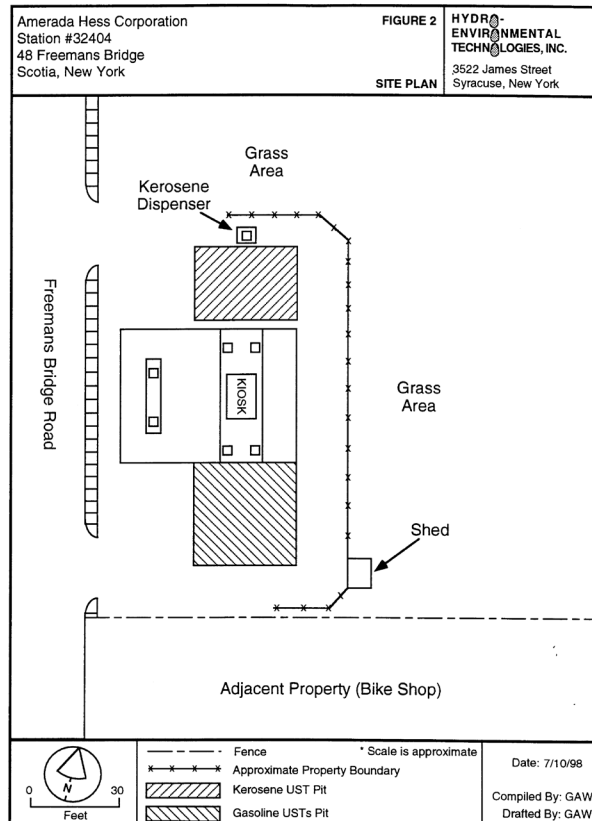 Amerada Hess Corporation
Station #32404
48 Freemans Bridge
Scotia, New York
FIGURE 2
SITE PLAN
HYDRO-
ENVIRONMENTAL
TECHNOLOGIES, INC.
3522 James Street
Syracuse, New York
Grass
Area
Kerosene
Dispenser
Freemans Bridge Road
KIOSK
Grass
Area
Shed
Adjacent Property (Bike Shop)
N
0 30
Feet
Fence
* Scale is approximate
Approximate Property Boundary
Kerosene UST Pit
Gasoline USTs Pit
Date: 7/10/98
Compiled By: GAW
Drafted By: GAW